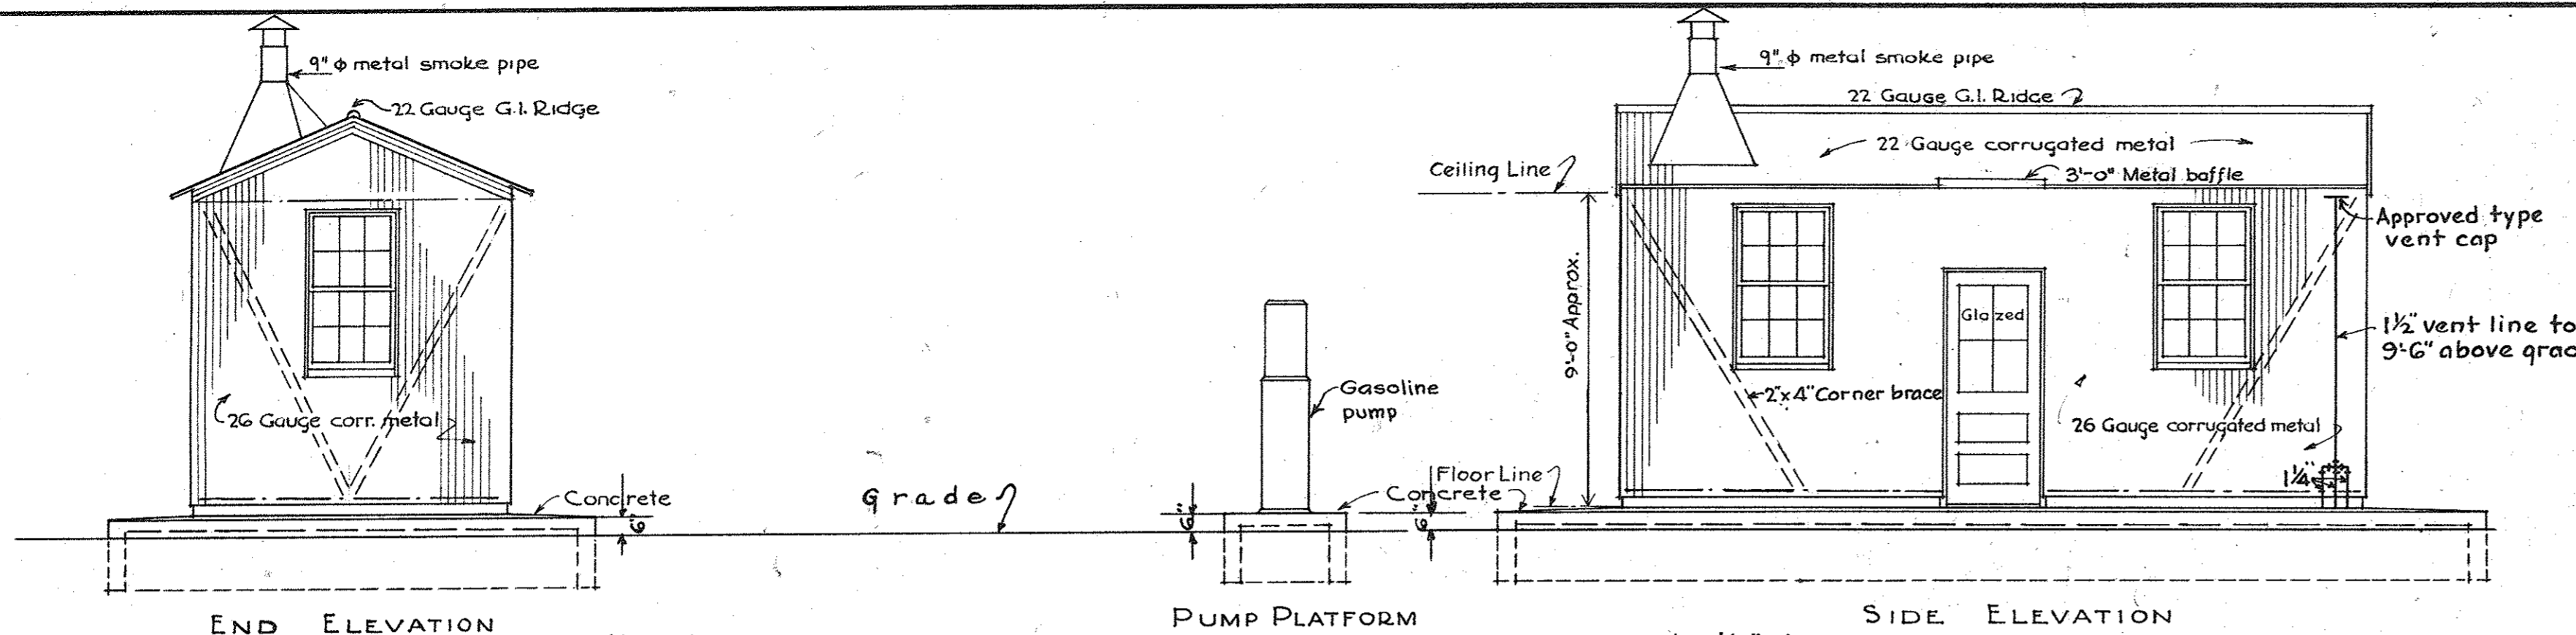 9" ϕ metal smoke pipe
22 Gauge G.I. Ridge
26 Gauge corr. metal
Concrete
6"
END ELEVATION
Grade
Gasoline
pump
6"
Concrete
6"
PUMP PLATFORM
9" ϕ metal smoke pipe
22 Gauge G.I. Ridge
22 Gauge corrugated metal
Ceiling Line
3'-0" Metal baffle
Approved type
vent cap
9'-0" Approx.
Glazed
1½" vent line to
9'-6" above
2"x4" Corner brace
26 Gauge corrugated metal
1¼"
Floor Line
SIDE ELEVATION